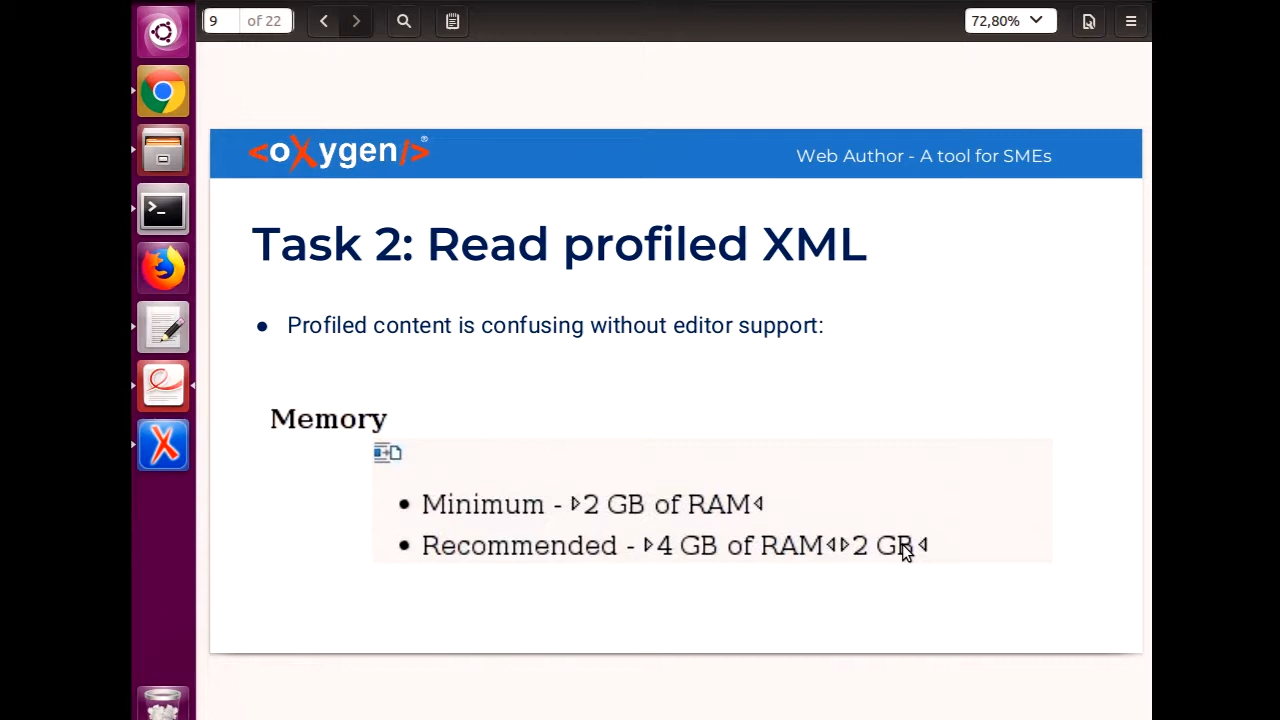 9 of 22
72,80%
<oXygen/>®
Web Author - A tool for SMEs
Task 2: Read profiled XML
● Profiled content is confusing without editor support:
Memory
• Minimum - ▹2 GB of RAM◃
• Recommended - ▹4 GB of RAM◃▹2 GB◃